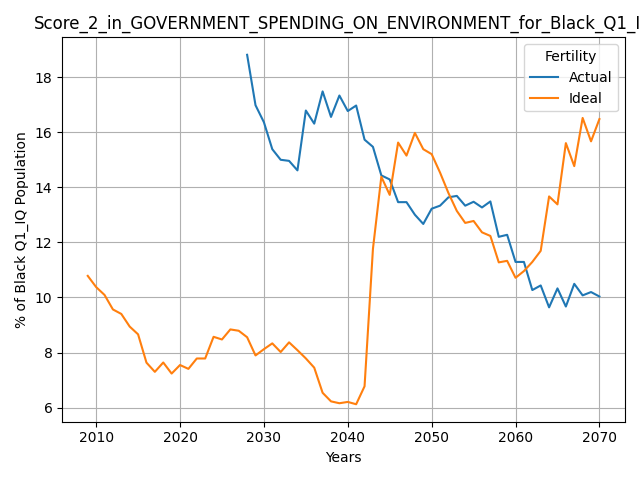 Score_2_in_GOVERNMENT_SPENDING_ON_ENVIRONMENT_for_Black_Q1_I
Fertility
Actual
Ideal
% of Black Q1_IQ Population
18
16
14
12
10
8
6
2010 2020 2030 2040 2050 2060 2070
Years